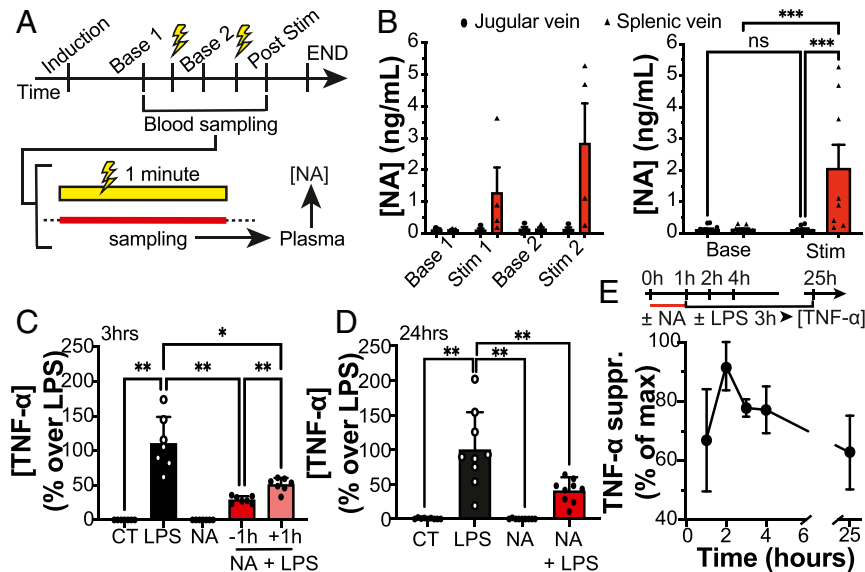 A
Induction
Base 1
Base 2
Post Stim
END
Time
Blood sampling
1 minute
[NA]
sampling
Plasma
B
Jugular vein
Splenic vein
[NA] (ng/mL)
6
5
4
3
2
1
0
Base 1
Stim 1
Base 2
Stim 2
[NA] (ng/mL)
6
5
4
3
2
1
0
ns
***
***
Base
Stim
C
3hrs
[TNF-α]
(% over LPS)
250
200
150
100
50
0
**
*
**
**
CT
LPS
NA
-1h
+1h
NA + LPS
D
24hrs
[TNF-α]
(% over LPS)
250
200
150
100
50
0
**
**
**
CT
LPS
NA
NA
+ LPS
E
0h
1h
2h
4h
25h
± NA
± LPS 3h
[TNF-α]
TNF-α suppr.
(% of max)
100
80
60
40
0
2
4
6
25
Time (hours)